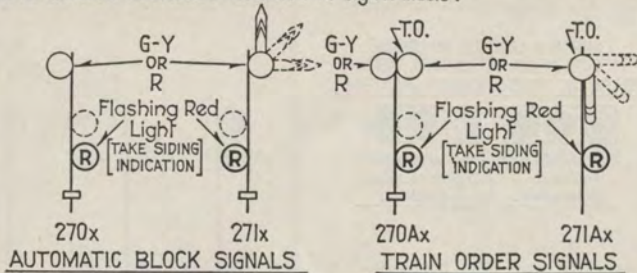 T.O. T.O.
G-Y G-Y G-Y
OR OR OR
R R R
Flashing Red Flashing Red
Light Light
[TAKE SIDING INDICATION] [TAKE SIDING INDICATION]
R R R R
270x 271x 270Ax 271Ax
AUTOMATIC BLOCK SIGNALS TRAIN ORDER SIGNALS